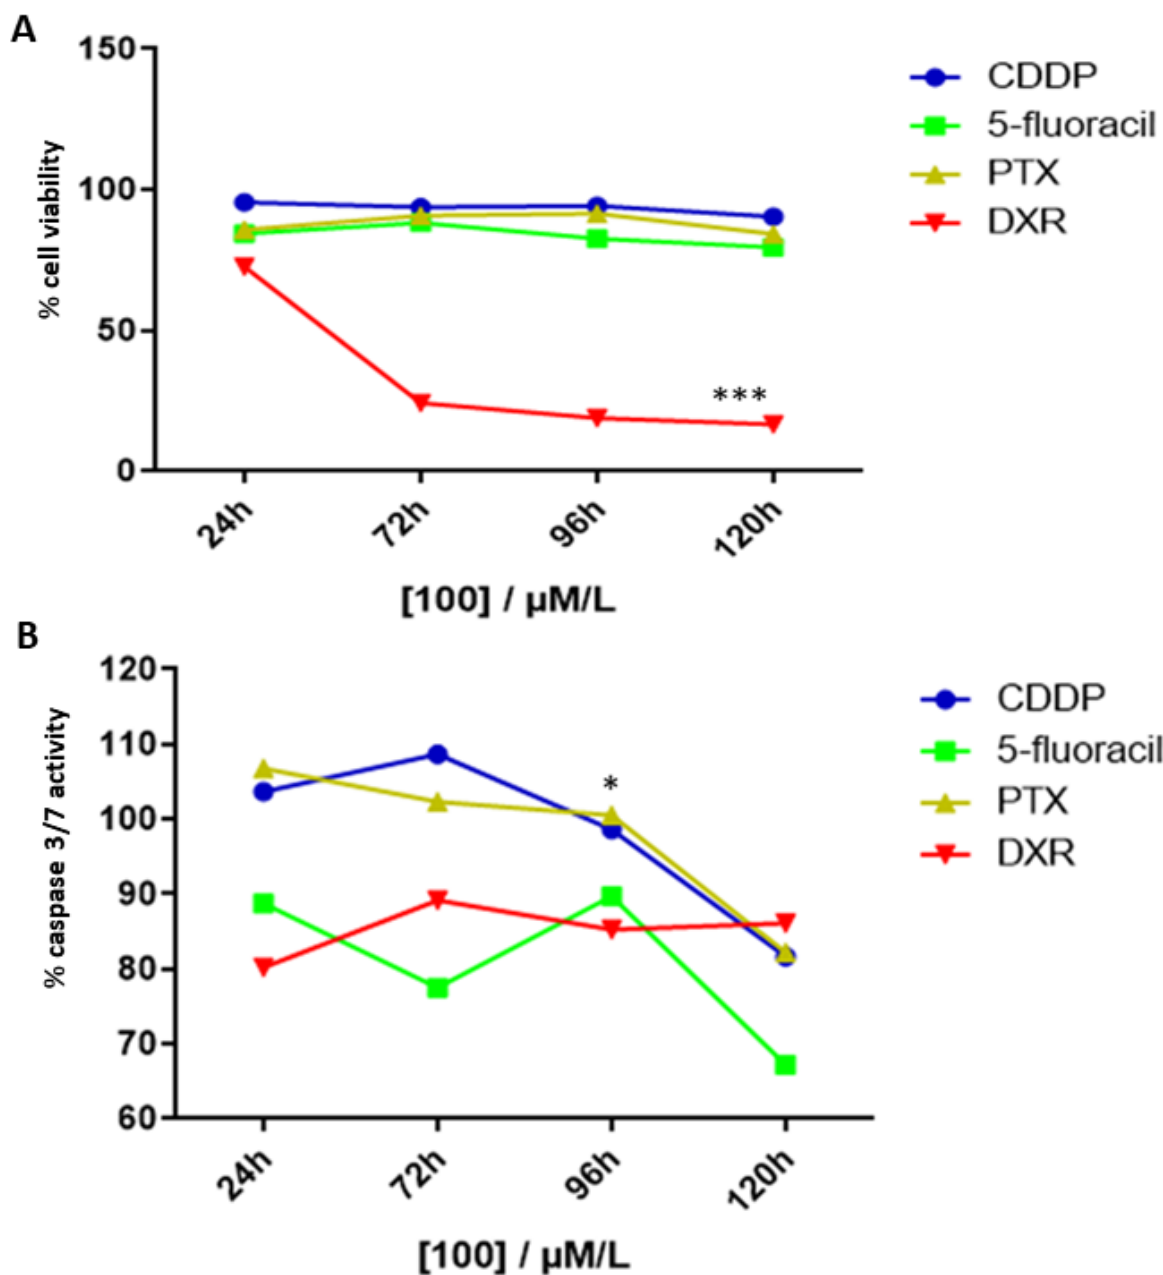 A
150
100
50
0
% cell viability
CDDP
5-fluoracil
PTX
DXR
***
24h
72h
96h
120h
[100] / µM/L
B
120
110
100
90
80
70
60
% caspase 3/7 activity
CDDP
5-fluoracil
PTX
DXR
*
24h
72h
96h
120h
[100] / µM/L